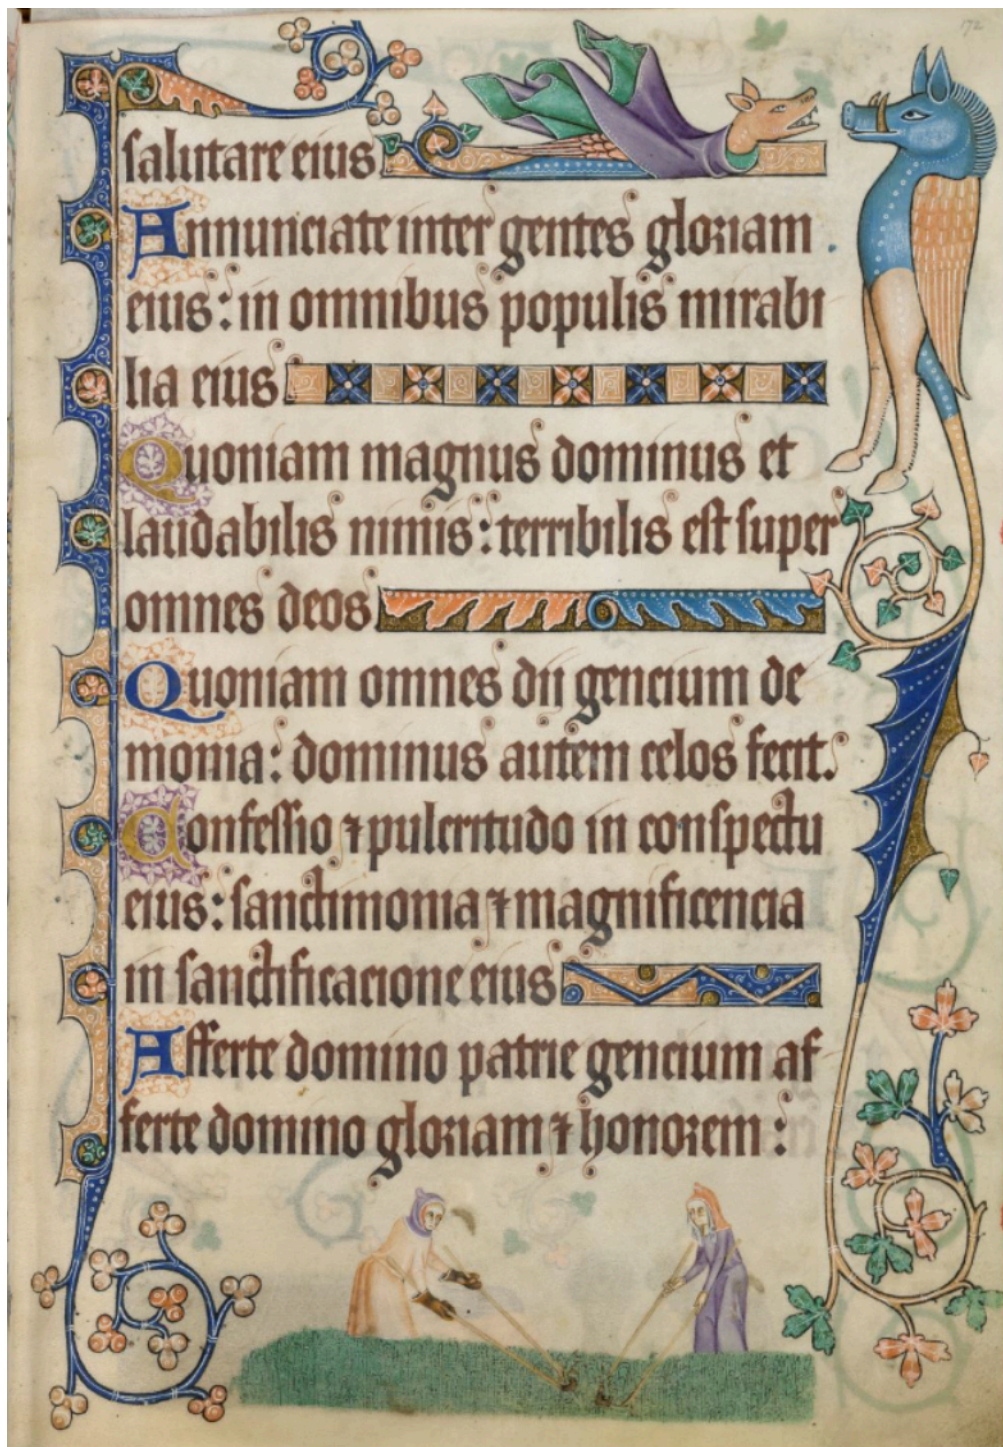 172
salutare eius
Annunciate inter gentes gloriam
eius: in omnibus populis mirabi
lia eius.
Quoniam magnus dominus et
laudabilis nimis: terribilis est super
omnes deos
Quoniam omnes dii gencium de
monia: dominus autem celos fecit.
Confessio ⁊ pulcritudo in conspectu
eius: sanctimonia ⁊ magnificencia
in sanctificacione eius
Afferte domino patrie gencium af
ferte domino gloriam ⁊ honorem: